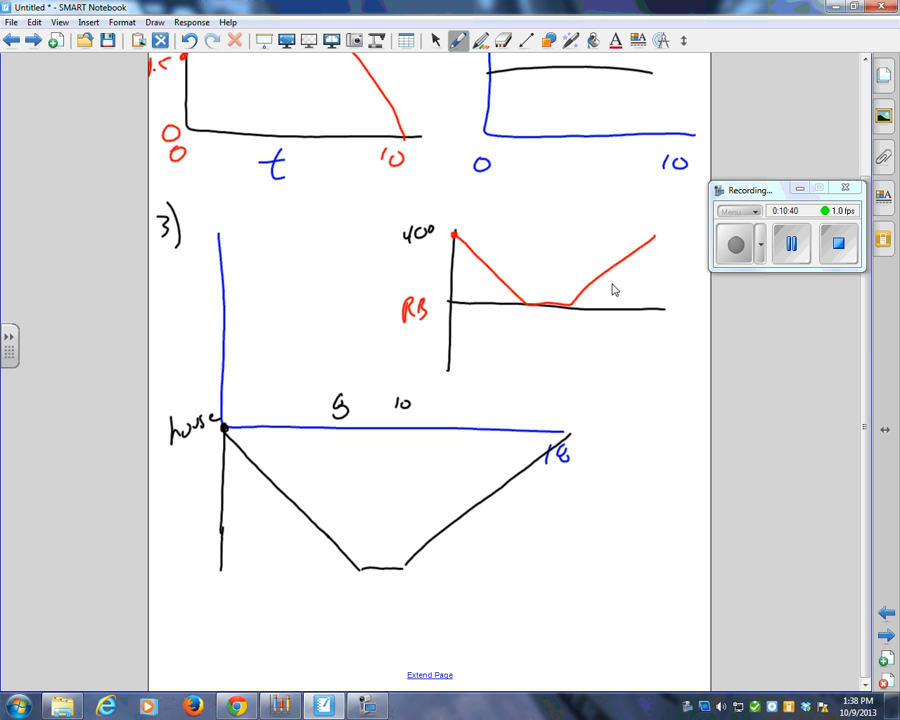 Untitled * - SMART Notebook
File Edit View Insert Format Draw Response Help
1.5
0
0 t 10
0 10
Recording...
Menu
0:10:40 1.0 fps
3)
400
RB
8 10
house
18
Extend Page
1:38 PM
10/9/2013